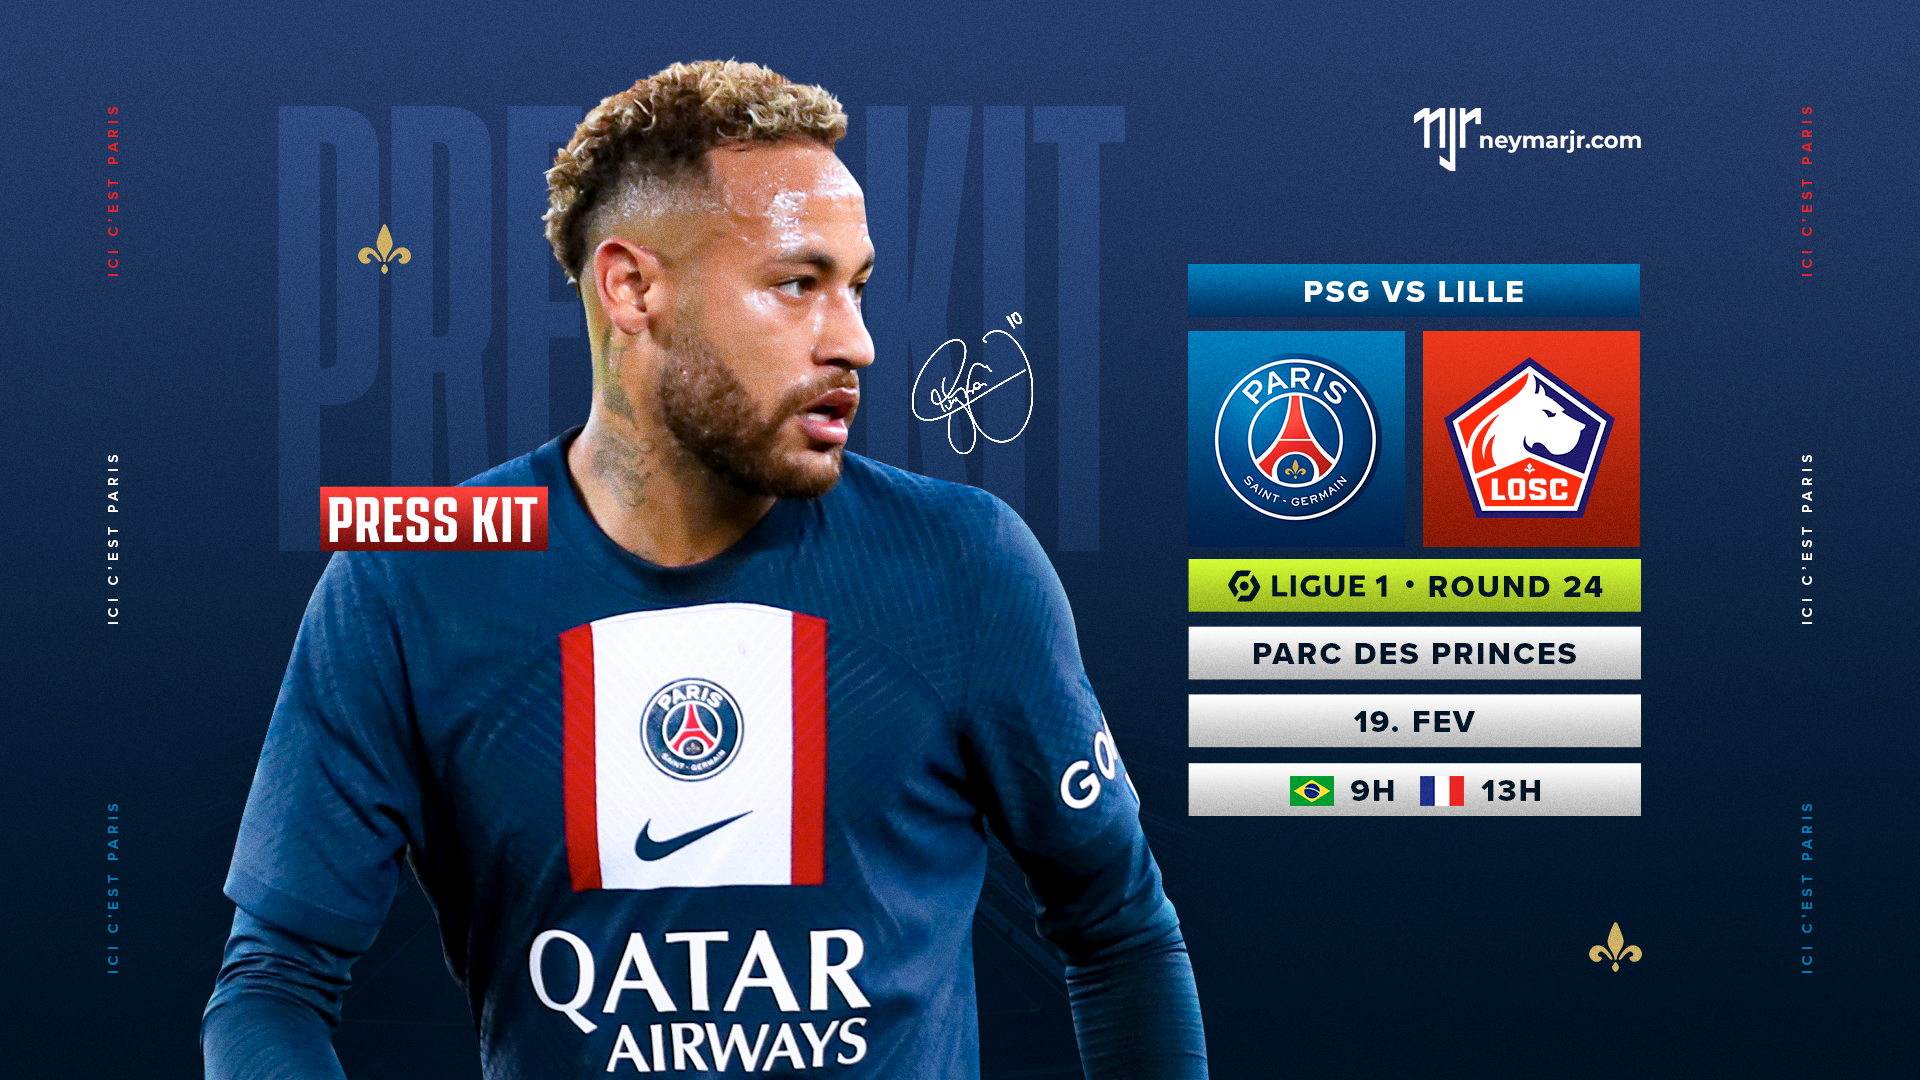 PRESS KIT
ICI C'EST PARIS
ICI C'EST PARIS
ICI C'EST PARIS
PRESS KIT
PARIS
SAINT - GERMAIN
QATAR
AIRWAYS
GO
10
njr neymarjr.com
PSG VS LILLE
PARIS
SAINT - GERMAIN
LOSC
LIGUE 1 • ROUND 24
PARC DES PRINCES
19. FEV
9H 13H
ICI C'EST PARIS
ICI C'EST PARIS
ICI C'EST PARIS